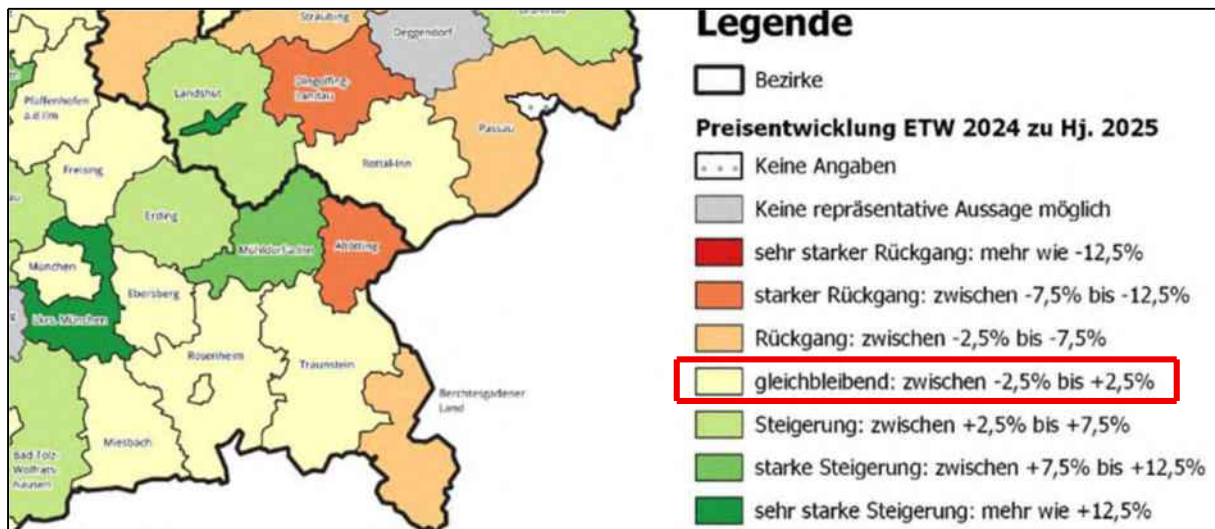 Straubing
Deggendorf
Landshut
Dingolfing-
Landau
Passau
Pfaffenhofen
a.d.Ilm
Freising
Rottal-Inn
Erding
Mühldorf a.Inn
Altötting
München
Ebersberg
Lkrs. München
Rosenheim
Traunstein
Berchtesgadener
Land
Miesbach
Bad Tölz-
Wolfrats-
hausen
Legende
Bezirke
Preisentwicklung ETW 2024 zu Hj. 2025
Keine Angaben
Keine repräsentative Aussage möglich
sehr starker Rückgang: mehr wie -12,5%
starker Rückgang: zwischen -7,5% bis -12,5%
Rückgang: zwischen -2,5% bis -7,5%
gleichbleibend: zwischen -2,5% bis +2,5%
Steigerung: zwischen +2,5% bis +7,5%
starke Steigerung: zwischen +7,5% bis +12,5%
sehr starke Steigerung: mehr wie +12,5%